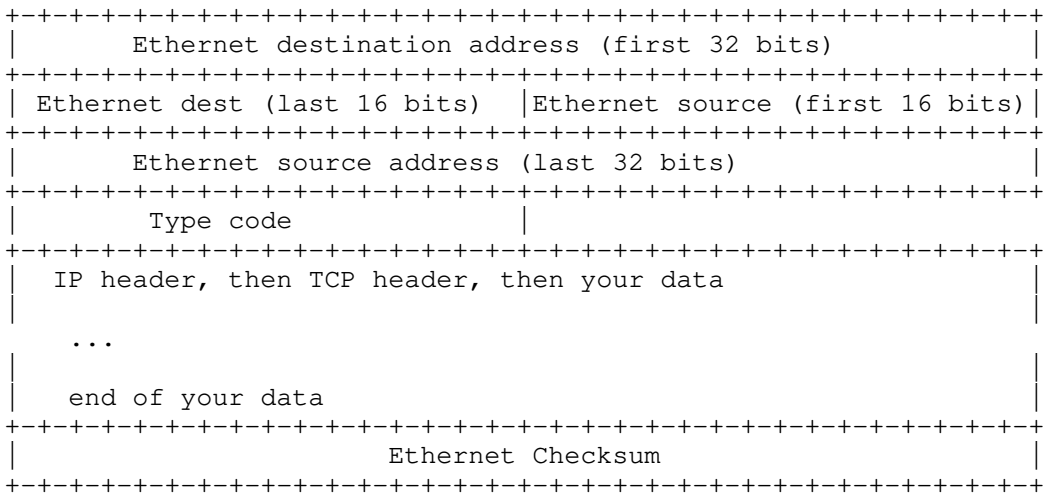 +-+-+-+-+-+-+-+-+-+-+-+-+-+-+-+-+-+-+-+-+-+-+-+-+-+-+-+-+-+-+-+-+
|       Ethernet destination address (first 32 bits)            |
+-+-+-+-+-+-+-+-+-+-+-+-+-+-+-+-+-+-+-+-+-+-+-+-+-+-+-+-+-+-+-+-+
| Ethernet dest (last 16 bits)  |Ethernet source (first 16 bits)|
+-+-+-+-+-+-+-+-+-+-+-+-+-+-+-+-+-+-+-+-+-+-+-+-+-+-+-+-+-+-+-+-+
|       Ethernet source address (last 32 bits)                  |
+-+-+-+-+-+-+-+-+-+-+-+-+-+-+-+-+-+-+-+-+-+-+-+-+-+-+-+-+-+-+-+-+
|        Type code              |
+-+-+-+-+-+-+-+-+-+-+-+-+-+-+-+-+-+-+-+-+-+-+-+-+-+-+-+-+-+-+-+-+
|  IP header, then TCP header, then your data                   |
|                                                               |
    ...
|                                                               |
|   end of your data                                            |
+-+-+-+-+-+-+-+-+-+-+-+-+-+-+-+-+-+-+-+-+-+-+-+-+-+-+-+-+-+-+-+-+
|                       Ethernet Checksum                       |
+-+-+-+-+-+-+-+-+-+-+-+-+-+-+-+-+-+-+-+-+-+-+-+-+-+-+-+-+-+-+-+-+